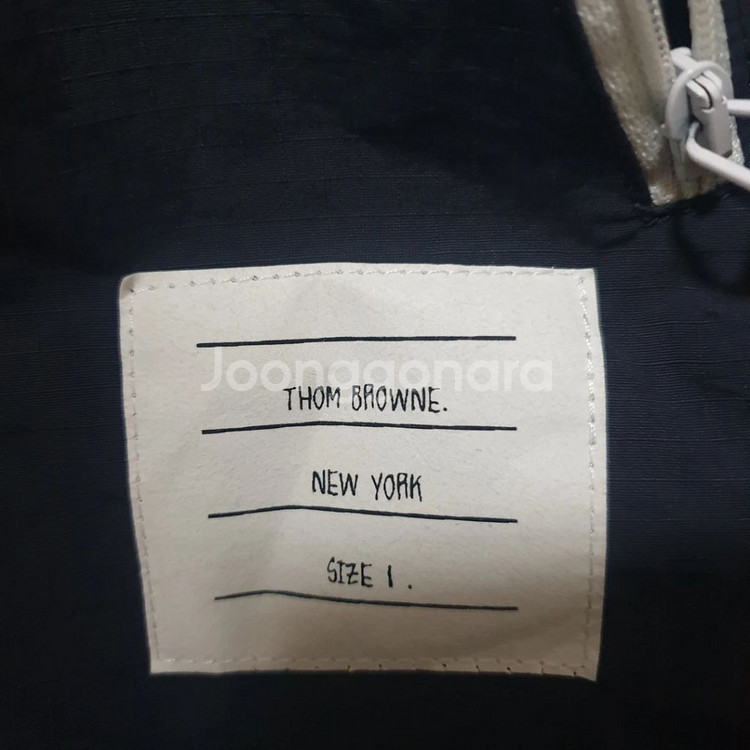 Joonggonara
THOM BROWNE.
NEW YORK
SIZE 1.